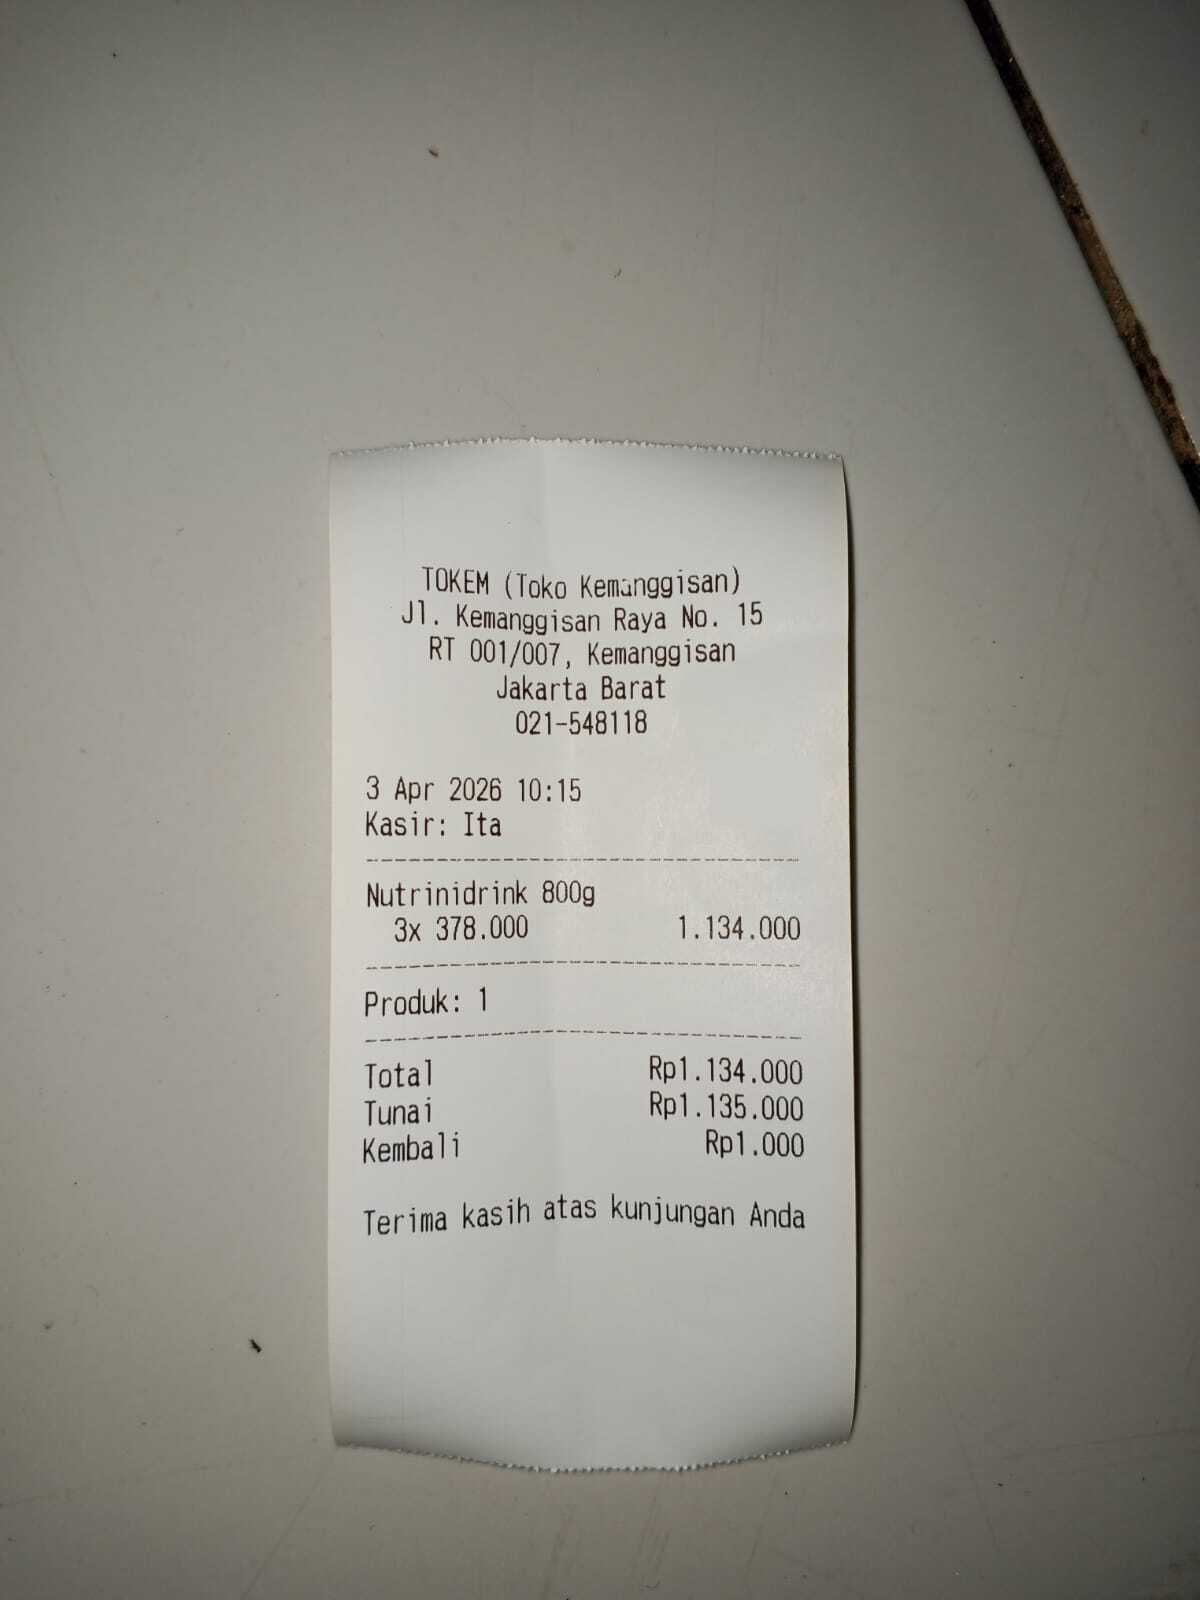 TOKEM (Toko Kemanggisan)
Jl. Kemanggisan Raya No. 15
RT 001/007, Kemanggisan
Jakarta Barat
021-548118
3 Apr 2026 10:15
Kasir: Ita
Nutrinidrink 800g
3x 378.000 1.134.000
Produk: 1
Total Rp1.134.000
Tunai Rp1.135.000
Kembali Rp1.000
Terima kasih atas kunjungan Anda